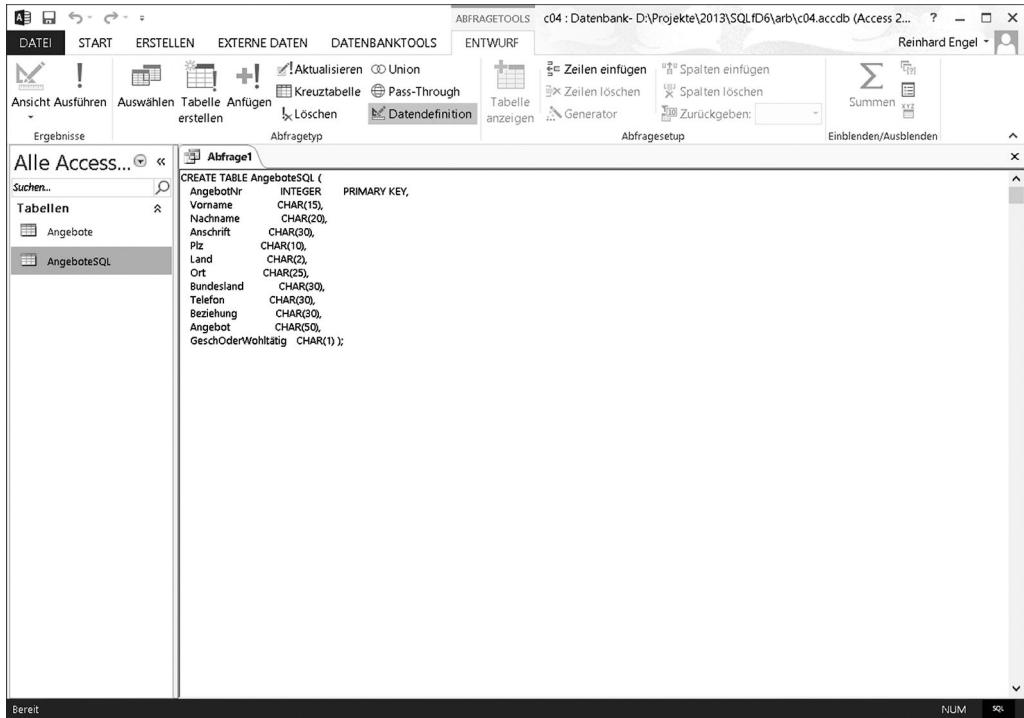 ABFRAGETOOLS c04 : Datenbank- D:\Projekte\2013\SQLfD6\arb\c04.accdb (Access 2... ?
DATEI START ERSTELLEN EXTERNE DATEN DATENBANKTOOLS ENTWURF Reinhard Engel
Ansicht Ausführen Auswählen Tabelle erstellen Anfügen
Aktualisieren Union
Kreuztabelle Pass-Through
Löschen Datendefinition
Tabelle anzeigen
Zeilen einfügen Spalten einfügen
Zeilen löschen Spalten löschen
Generator Zurückgeben:
Summen
XYZ
Ergebnisse Abfragetyp Abfragesetup Einblenden/Ausblenden
Alle Access... «
Suchen...
Tabellen
Angebote
AngeboteSQL
Abfrage1
CREATE TABLE AngeboteSQL (
AngebotNr INTEGER PRIMARY KEY,
Vorname CHAR(15),
Nachname CHAR(20),
Anschrift CHAR(30),
Plz CHAR(10),
Land CHAR(2),
Ort CHAR(25),
Bundesland CHAR(30),
Telefon CHAR(30),
Beziehung CHAR(30),
Angebot CHAR(50),
GeschOderWohltätig CHAR(1) );
Bereit NUM SQL